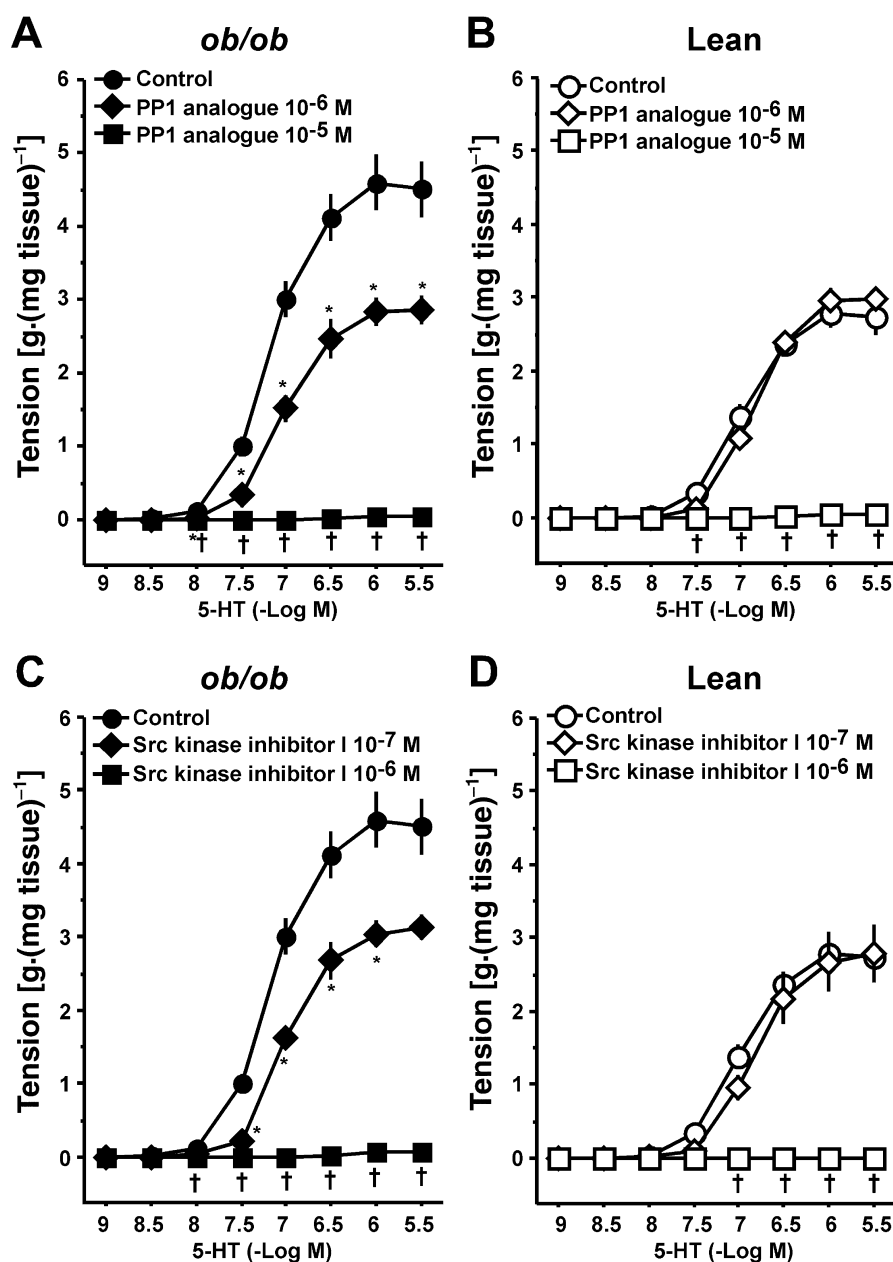 A
ob/ob
Control
PP1 analogue 10⁻⁶ M
PP1 analogue 10⁻⁵ M
Tension [g·(mg tissue)⁻¹]
6
5
4
3
2
1
0
* * * * *
*† † † † † †
9 8.5 8 7.5 7 6.5 6 5.5
5-HT (-Log M)
B
Lean
Control
PP1 analogue 10⁻⁶ M
PP1 analogue 10⁻⁵ M
Tension [g·(mg tissue)⁻¹]
6
5
4
3
2
1
0
† † † † †
9 8.5 8 7.5 7 6.5 6 5.5
5-HT (-Log M)
C
ob/ob
Control
Src kinase inhibitor I 10⁻⁷ M
Src kinase inhibitor I 10⁻⁶ M
Tension [g·(mg tissue)⁻¹]
6
5
4
3
2
1
0
* * * *
† † † † † †
9 8.5 8 7.5 7 6.5 6 5.5
5-HT (-Log M)
D
Lean
Control
Src kinase inhibitor I 10⁻⁷ M
Src kinase inhibitor I 10⁻⁶ M
Tension [g·(mg tissue)⁻¹]
6
5
4
3
2
1
0
† † † †
9 8.5 8 7.5 7 6.5 6 5.5
5-HT (-Log M)